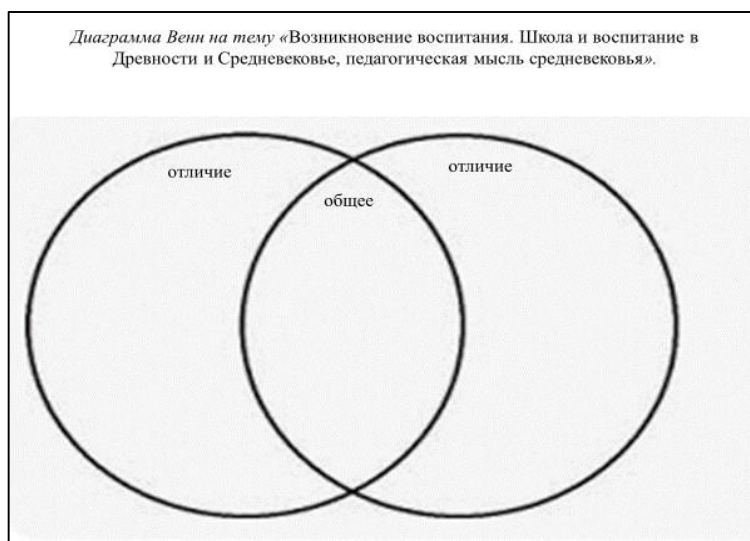 Диаграмма Венн на тему «Возникновение воспитания. Школа и воспитание в
Древности и Средневековье, педагогическая мысль средневековья».
отличие
отличие
общее